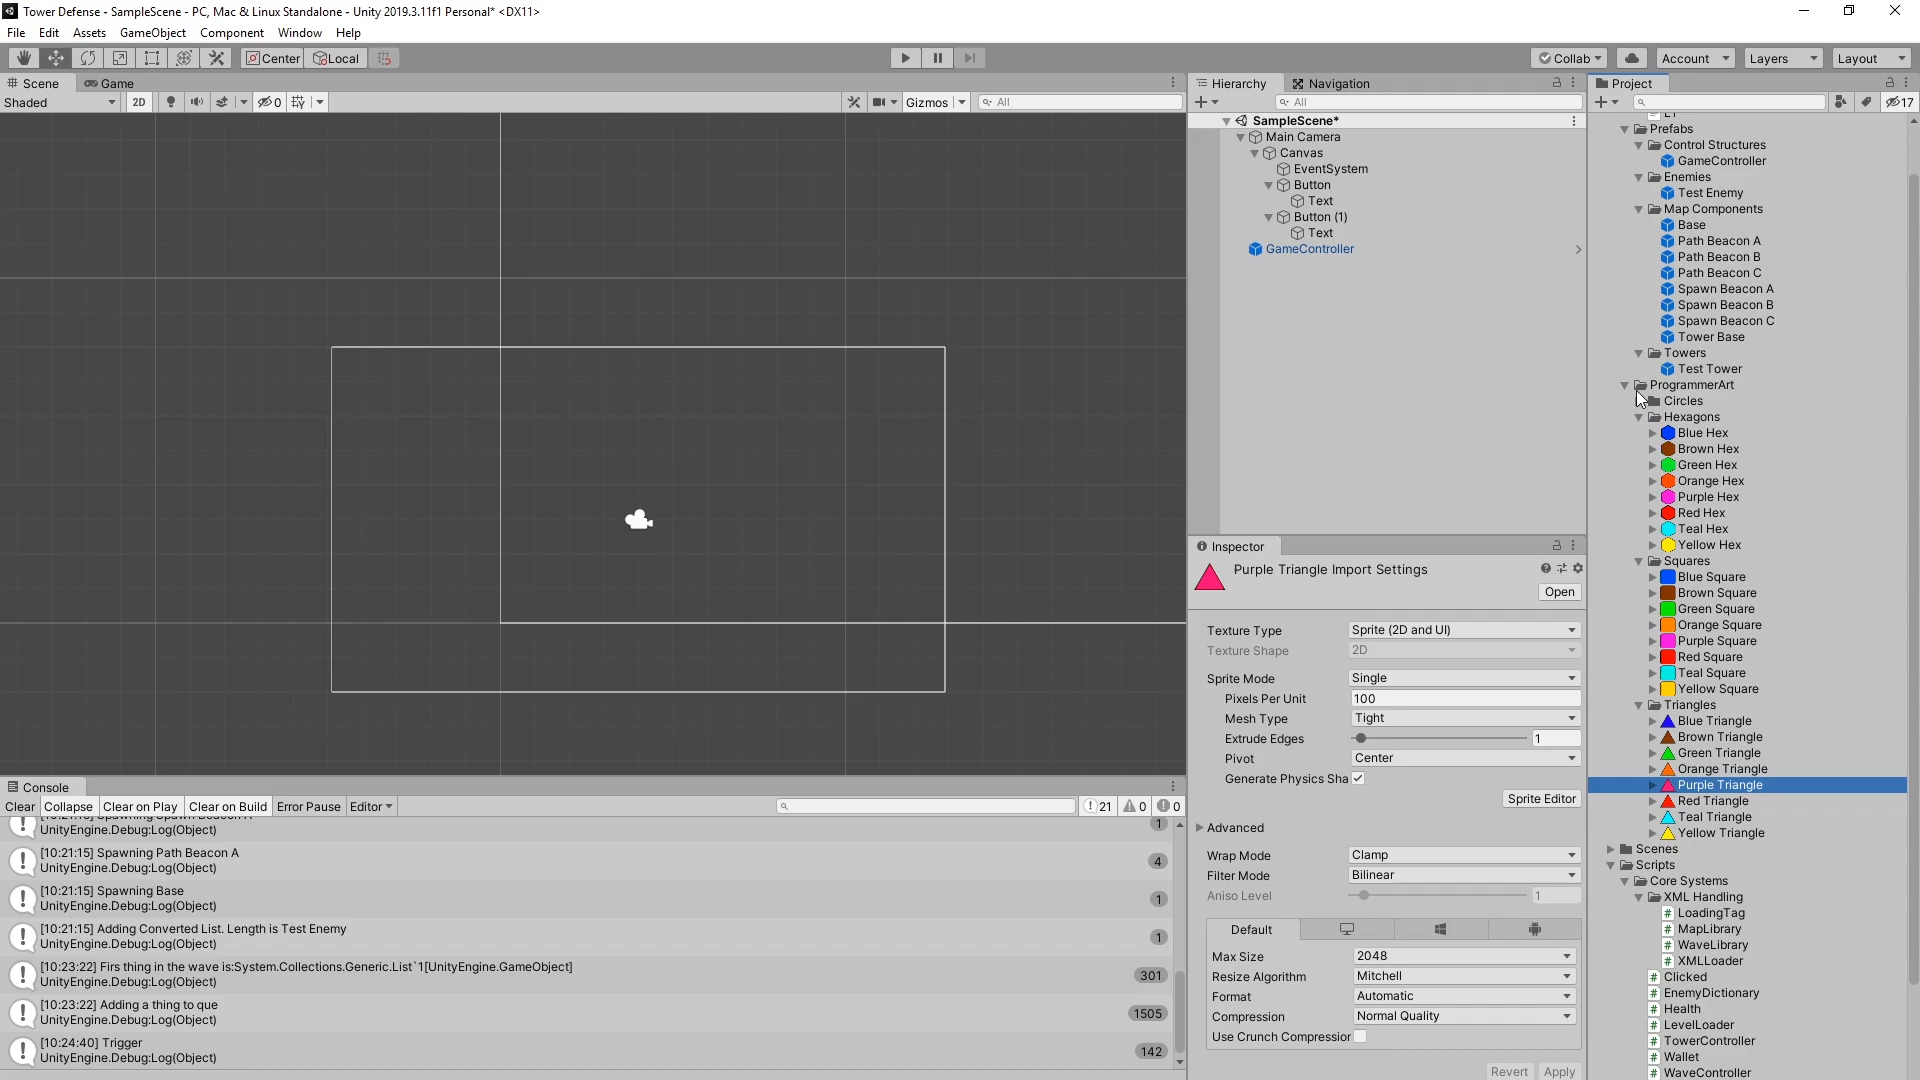 Tower Defense - SampleScene - PC, Mac & Linux Standalone - Unity 2019.3.11f1 Personal* <DX11>
File Edit Assets GameObject Component Window Help
Center Local Collab Account Layers Layout
Scene Game
Shaded 2D 0 Gizmos All
Hierarchy Navigation
All
SampleScene*
Main Camera
Canvas
EventSystem
Button
Text
Button (1)
Text
GameController
Project
17
Prefabs
Control Structures
GameController
Enemies
Test Enemy
Map Components
Base
Path Beacon A
Path Beacon B
Path Beacon C
Spawn Beacon A
Spawn Beacon B
Spawn Beacon C
Tower Base
Towers
Test Tower
ProgrammerArt
Circles
Hexagons
Blue Hex
Brown Hex
Green Hex
Orange Hex
Purple Hex
Red Hex
Teal Hex
Yellow Hex
Squares
Blue Square
Brown Square
Green Square
Orange Square
Purple Square
Red Square
Teal Square
Yellow Square
Triangles
Blue Triangle
Brown Triangle
Green Triangle
Orange Triangle
Purple Triangle
Red Triangle
Teal Triangle
Yellow Triangle
Scenes
Scripts
Core Systems
XML Handling
LoadingTag
MapLibrary
WaveLibrary
XMLLoader
Clicked
EnemyDictionary
Health
LevelLoader
TowerController
Wallet
WaveController
Inspector
Purple Triangle Import Settings
Open
Texture Type Sprite (2D and UI)
Texture Shape 2D
Sprite Mode Single
Pixels Per Unit 100
Mesh Type Tight
Extrude Edges 1
Pivot Center
Generate Physics Sha
Sprite Editor
Advanced
Wrap Mode Clamp
Filter Mode Bilinear
Aniso Level 1
Default
Max Size 2048
Resize Algorithm Mitchell
Format Automatic
Compression Normal Quality
Use Crunch Compression
Revert Apply
Console
Clear Collapse Clear on Play Clear on Build Error Pause Editor 21 0 0
UnityEngine.Debug:Log(Object) 1
[10:21:15] Spawning Path Beacon A
UnityEngine.Debug:Log(Object) 4
[10:21:15] Spawning Base
UnityEngine.Debug:Log(Object) 1
[10:21:15] Adding Converted List. Length is Test Enemy
UnityEngine.Debug:Log(Object) 1
[10:23:22] Firs thing in the wave is:System.Collections.Generic.List`1[UnityEngine.GameObject]
UnityEngine.Debug:Log(Object) 301
[10:23:22] Adding a thing to que
UnityEngine.Debug:Log(Object) 1505
[10:24:40] Trigger
UnityEngine.Debug:Log(Object) 142